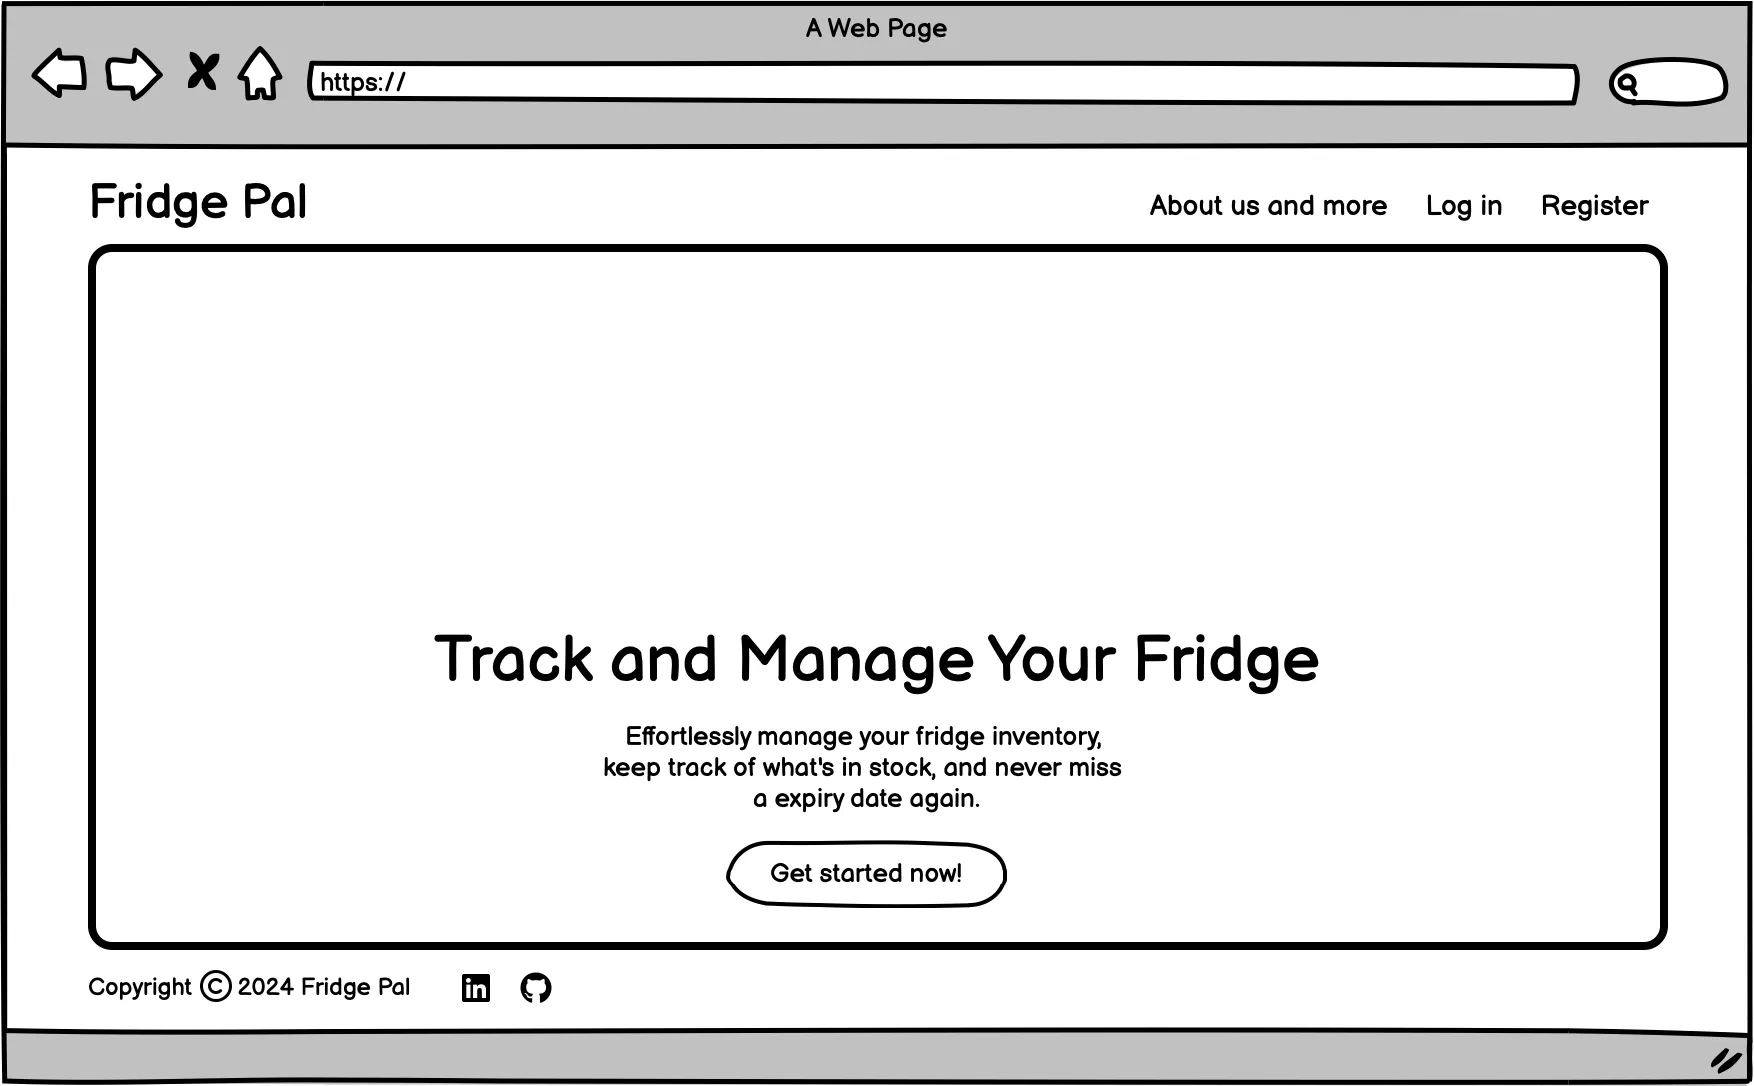 A Web Page
https://
Fridge Pal
About us and more Log in Register
Track and Manage Your Fridge
Effortlessly manage your fridge inventory,
keep track of what's in stock, and never miss
a expiry date again.
Get started now!
Copyright © 2024 Fridge Pal in